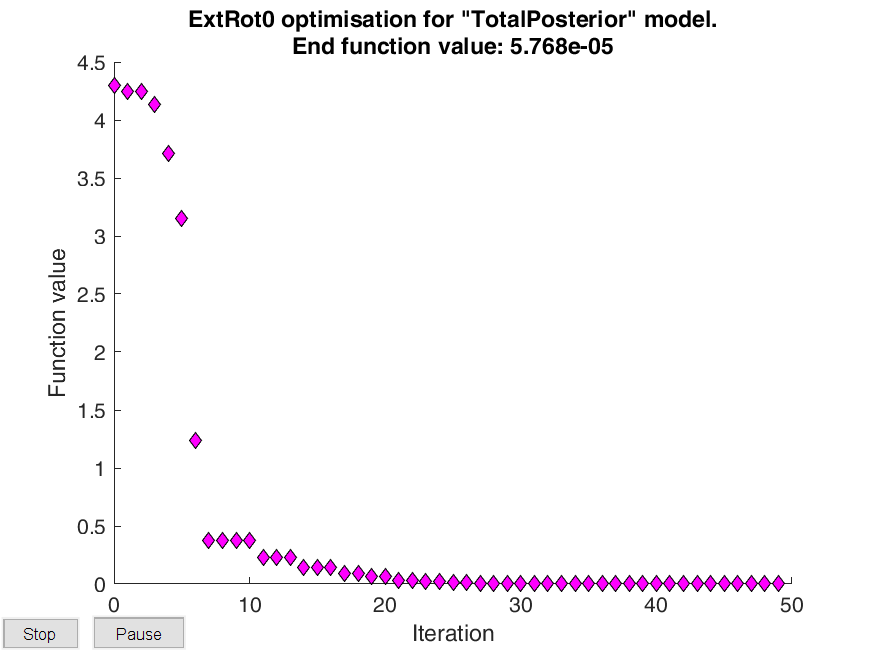 ExtRot0 optimisation for "TotalPosterior" model.
End function value: 5.768e-05
4.5
4
3.5
3
2.5
2
1.5
1
0.5
0
Function value
0 10 20 30 40 50
Iteration
Stop Pause